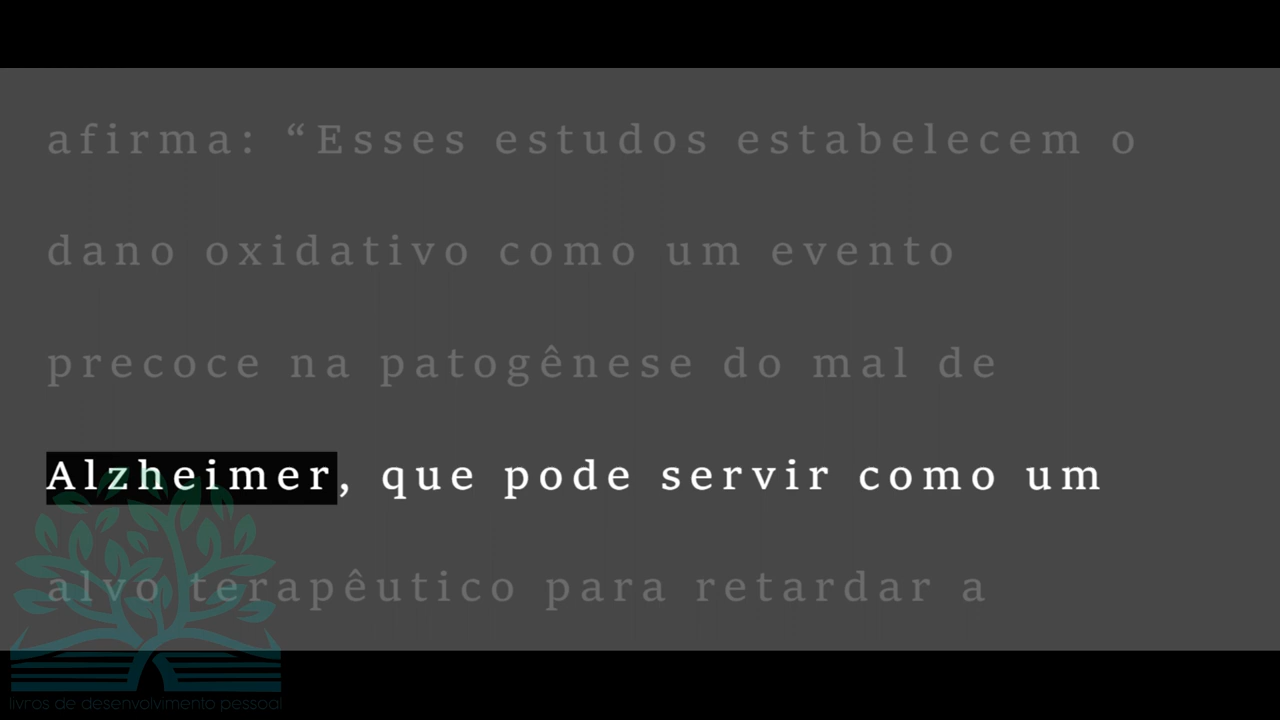 afirma: “Esses estudos estabelecem o
dano oxidativo como um evento
precoce na patogênese do mal de
Alzheimer, que pode servir como um
alvo terapêutico para retardar a
livros de desenvolvimento pessoal